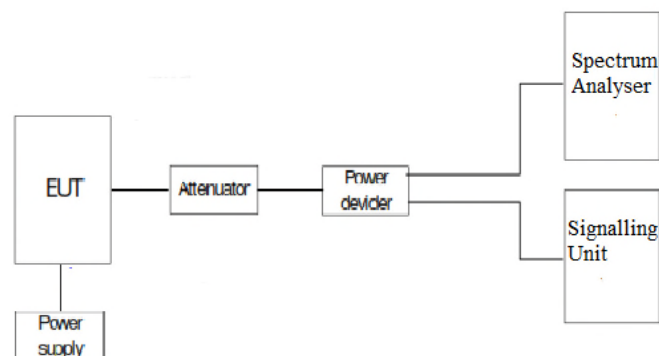 Spectrum
Analyser
EUT
Attenuator
Power
devider
Signalling
Unit
Power
supply